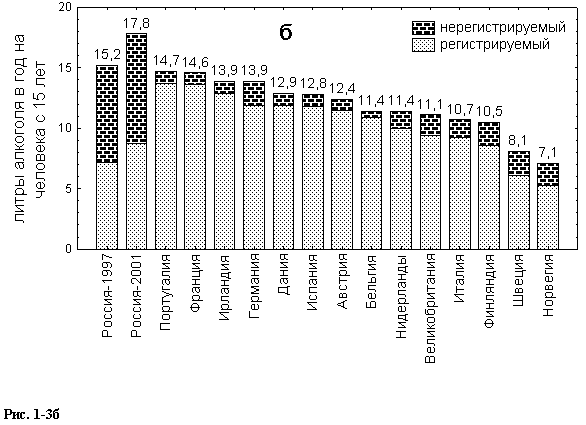 б
нерегистрируемый
регистрируемый
литры алкоголя в год на
человека с 15 лет
20
15
10
5
0
15,2
17,8
14,7
14,6
13,9
13,9
12,9
12,8
12,4
11,4
11,4
11,1
10,7
10,5
8,1
7,1
Россия-1997
Россия-2001
Португалия
Франция
Ирландия
Германия
Дания
Испания
Австрия
Бельгия
Нидерланды
Великобритания
Италия
Финляндия
Швеция
Норвегия
Рис. 1-3б